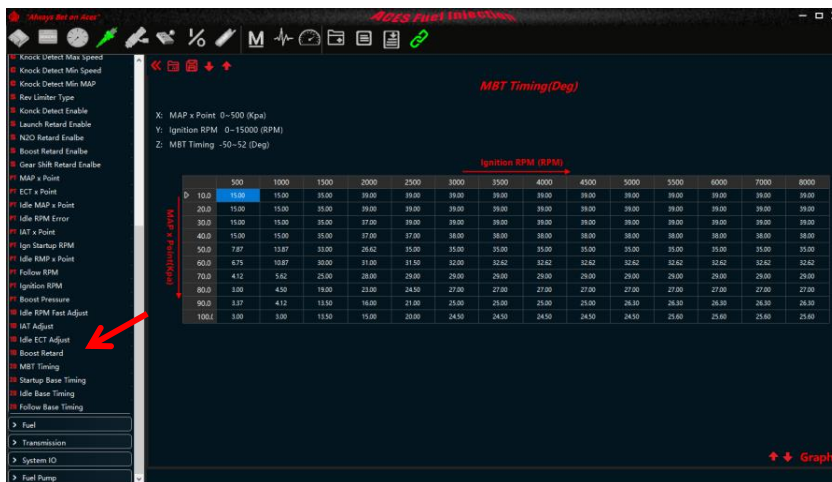 "Always Bet on Aces"
ACES Fuel Injection
M
Knock Detect Max Speed
Knock Detect Min Speed
Knock Detect Min MAP
Rev Limiter Type
Konck Detect Enable
Launch Retard Enable
N2O Retard Enalbe
Boost Retard Enalbe
Gear Shift Retard Enalbe
MAP x Point
ECT x Point
Idle MAP x Point
Idle RPM Error
IAT x Point
Ign Startup RPM
Idle RMP x Point
Follow RPM
Ignition RPM
Boost Pressure
Idle RPM Fast Adjust
IAT Adjust
Idle ECT Adjust
Boost Retard
MBT Timing
Startup Base Timing
Idle Base Timing
Follow Base Timing
> Fuel
> Transmission
> System IO
> Fuel Pump
MBT Timing(Deg)
X: MAP x Point 0~500 (Kpa)
Y: Ignition RPM 0~15000 (RPM)
Z: MBT Timing -50~52 (Deg)
Ignition RPM (RPM)
MAP x Point(Kpa)
500 1000 1500 2000 2500 3000 3500 4000 4500 5000 5500 6000 7000 8000
10.0 15.00 15.00 35.00 39.00 39.00 39.00 39.00 39.00 39.00 39.00 39.00 39.00 39.00 39.00
20.0 15.00 15.00 35.00 39.00 39.00 39.00 39.00 39.00 39.00 39.00 39.00 39.00 39.00 39.00
30.0 15.00 15.00 35.00 37.00 39.00 39.00 39.00 39.00 39.00 39.00 39.00 39.00 39.00 39.00
40.0 15.00 15.00 35.00 37.00 37.00 38.00 38.00 38.00 38.00 38.00 38.00 38.00 38.00 38.00
50.0 7.87 13.87 33.00 26.62 35.00 35.00 35.00 35.00 35.00 35.00 35.00 35.00 35.00 35.00
60.0 6.75 10.87 30.00 31.00 31.50 32.00 32.62 32.62 32.62 32.62 32.62 32.62 32.62 32.62
70.0 4.12 5.62 25.00 28.00 29.00 29.00 29.00 29.00 29.00 29.00 29.00 29.00 29.00 29.00
80.0 3.00 4.50 19.00 23.00 24.50 27.00 27.00 27.00 27.00 27.00 27.00 27.00 27.00 27.00
90.0 3.37 4.12 13.50 16.00 21.00 25.00 25.00 25.00 25.00 26.30 26.30 26.30 26.30 26.30
100.( 3.00 3.00 13.50 15.00 20.00 24.50 24.50 24.50 24.50 24.50 25.60 25.60 25.60 25.60
Graph